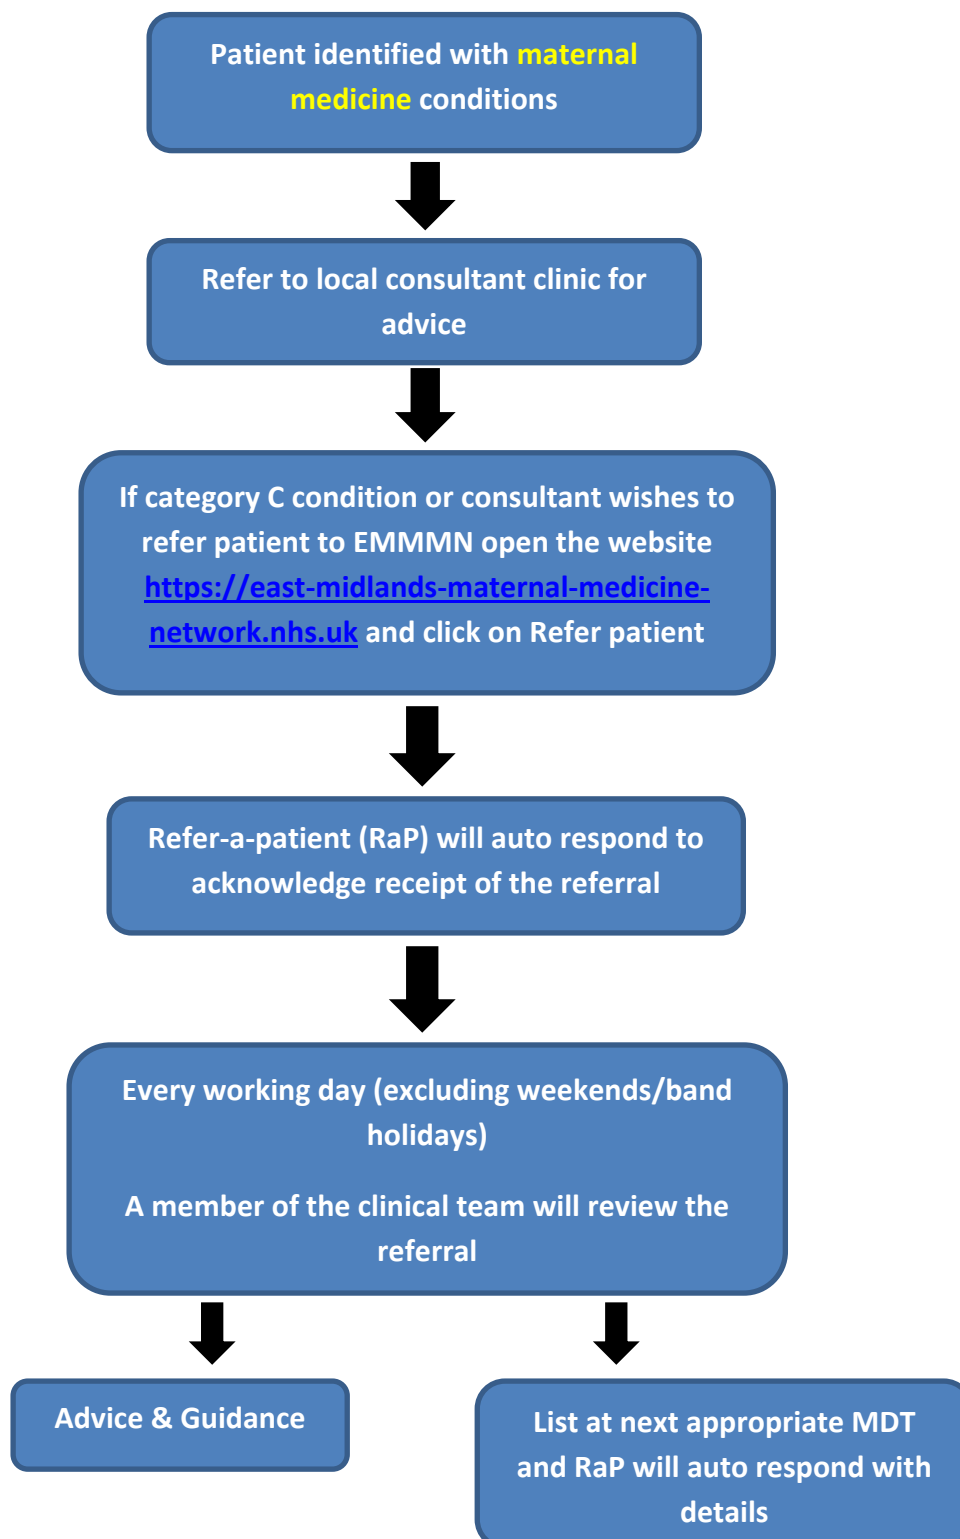 Patient identified with maternal
medicine conditions
Refer to local consultant clinic for
advice
If category C condition or consultant wishes to
refer patient to EMMMN open the website
https://east-midlands-maternal-medicine-
network.nhs.uk and click on Refer patient
Refer-a-patient (RaP) will auto respond to
acknowledge receipt of the referral
Every working day (excluding weekends/band
holidays)
A member of the clinical team will review the
referral
Advice & Guidance
List at next appropriate MDT
and RaP will auto respond with
details